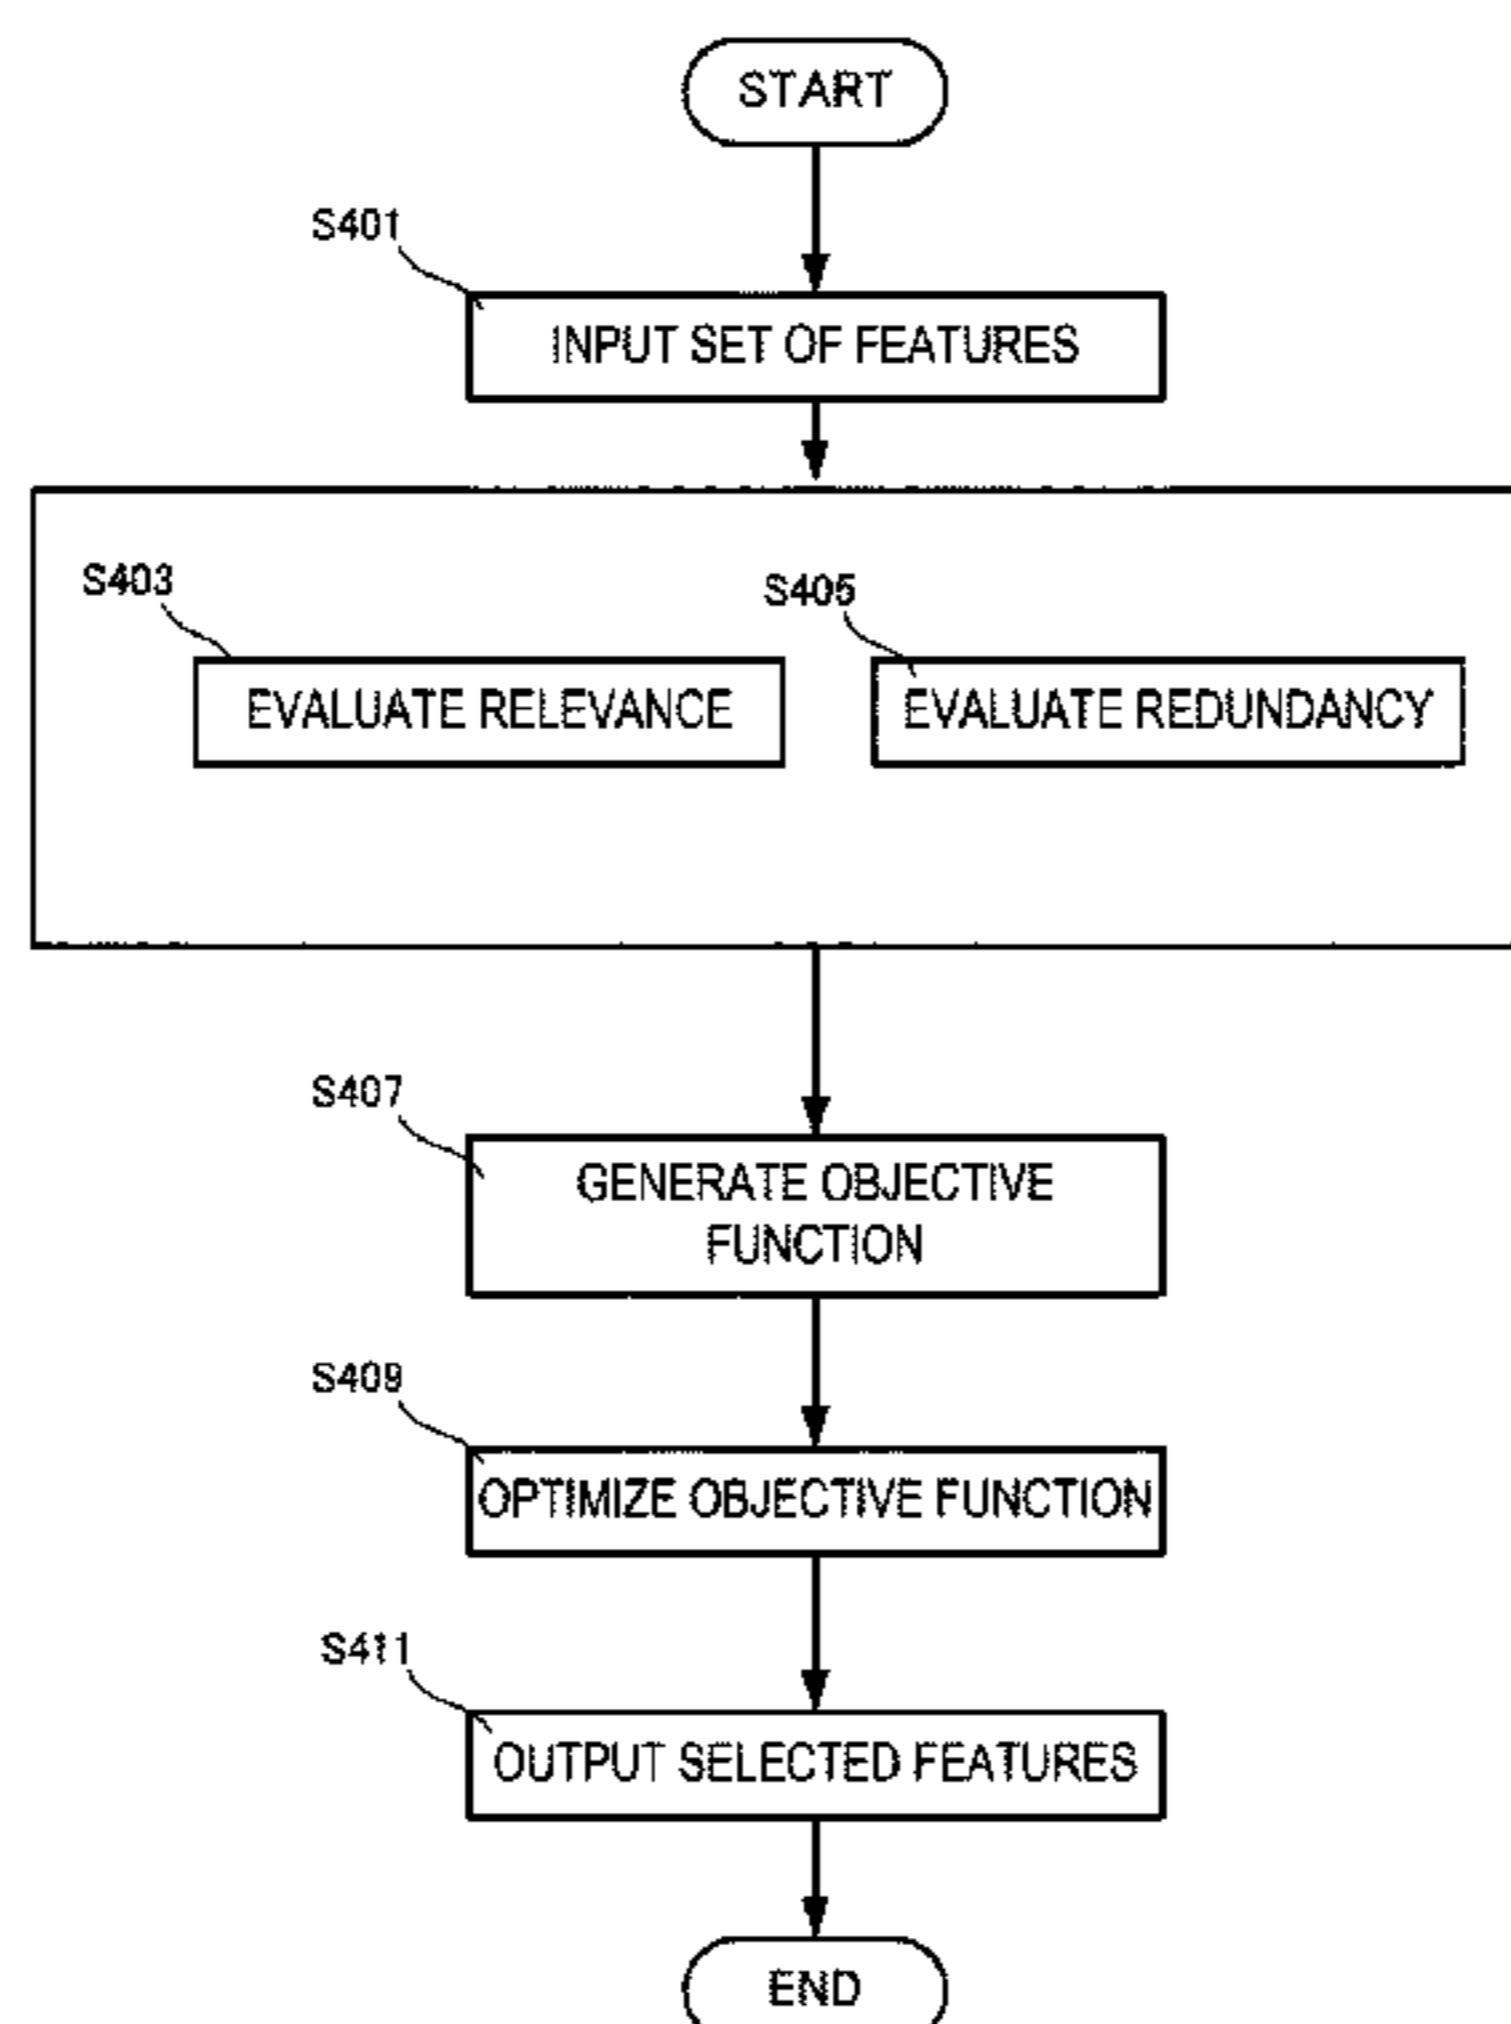 START
S401
INPUT SET OF FEATURES
S403
S405
EVALUATE RELEVANCE
EVALUATE REDUNDANCY
S407
GENERATE OBJECTIVE
FUNCTION
S409
OPTIMIZE OBJECTIVE FUNCTION
S411
OUTPUT SELECTED FEATURES
END